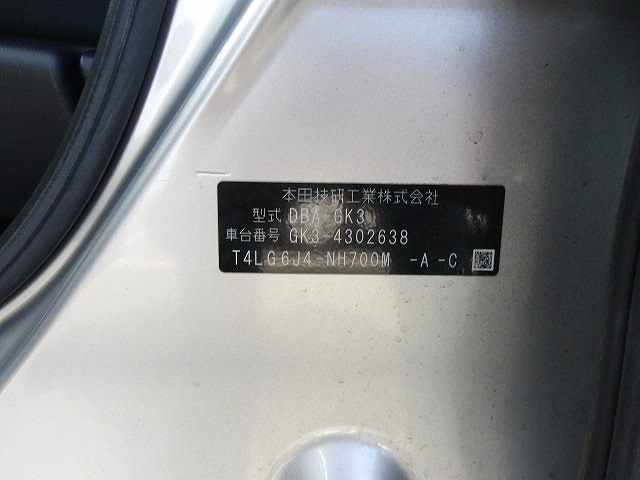 本田技研工業株式会社
型式 DBA-GK3
車台番号 GK3-4302638
T4LG6J4-NH700M -A -C